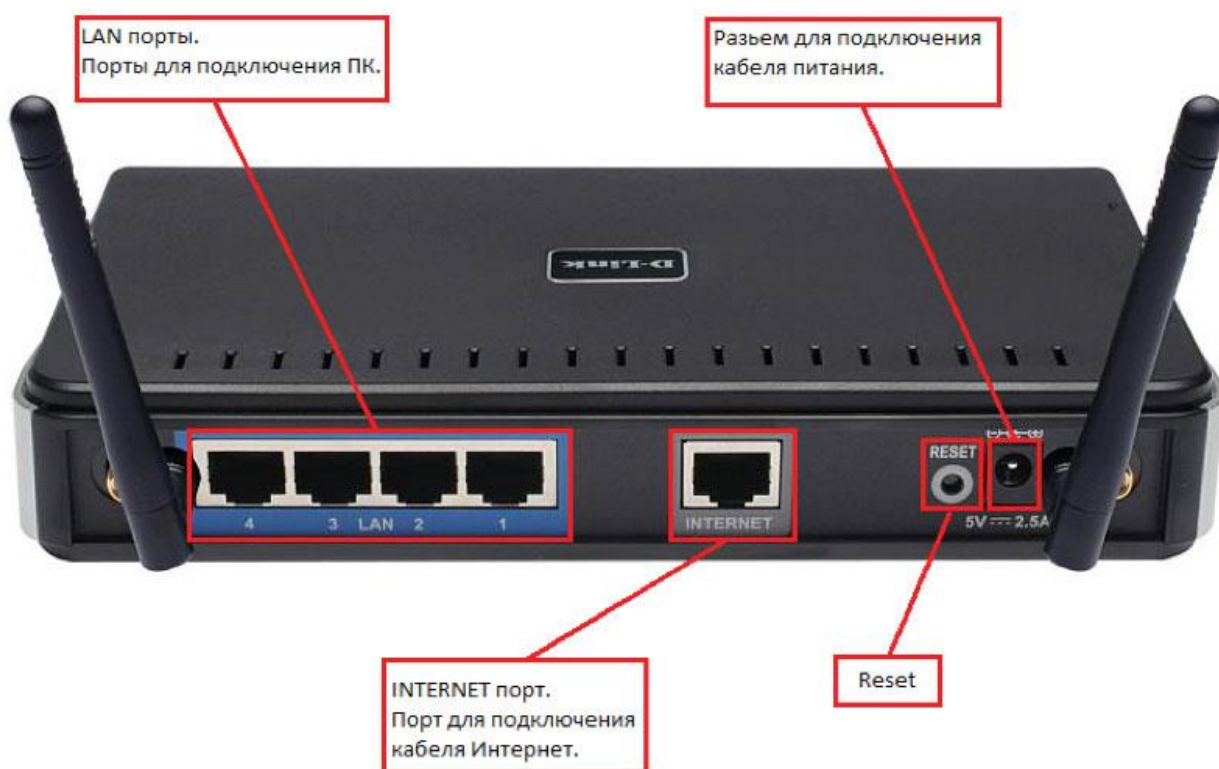 LAN порты.
Порты для подключения ПК.
Разьем для подключения
кабеля питания.
D-Link
RESET
4 3 LAN 2 1
INTERNET
5V 2.5A
INTERNET порт.
Порт для подключения
кабеля Интернет.
Reset